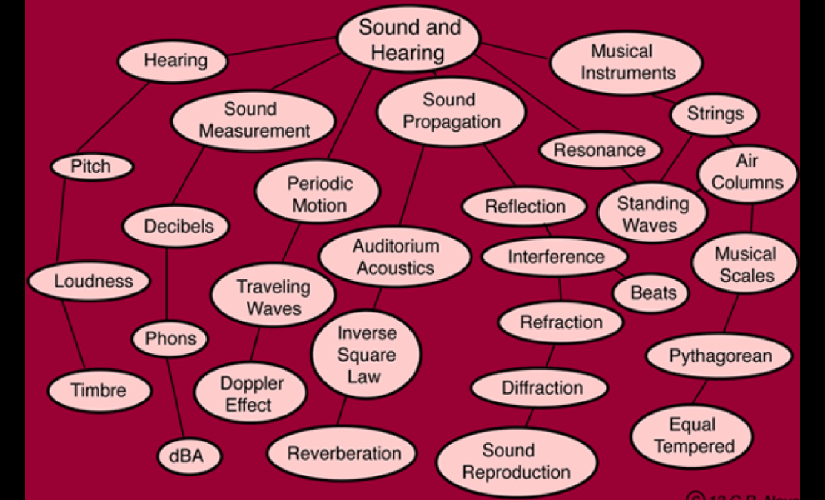 Sound and
Hearing
Hearing
Musical
Instruments
Sound
Measurement
Sound
Propagation
Strings
Pitch
Resonance
Air
Columns
Periodic
Motion
Reflection
Standing
Waves
Decibels
Auditorium
Acoustics
Interference
Musical
Scales
Loudness
Traveling
Waves
Beats
Phons
Inverse
Square
Law
Refraction
Pythagorean
Timbre
Doppler
Effect
Diffraction
Equal
Tempered
dBA
Reverberation
Sound
Reproduction